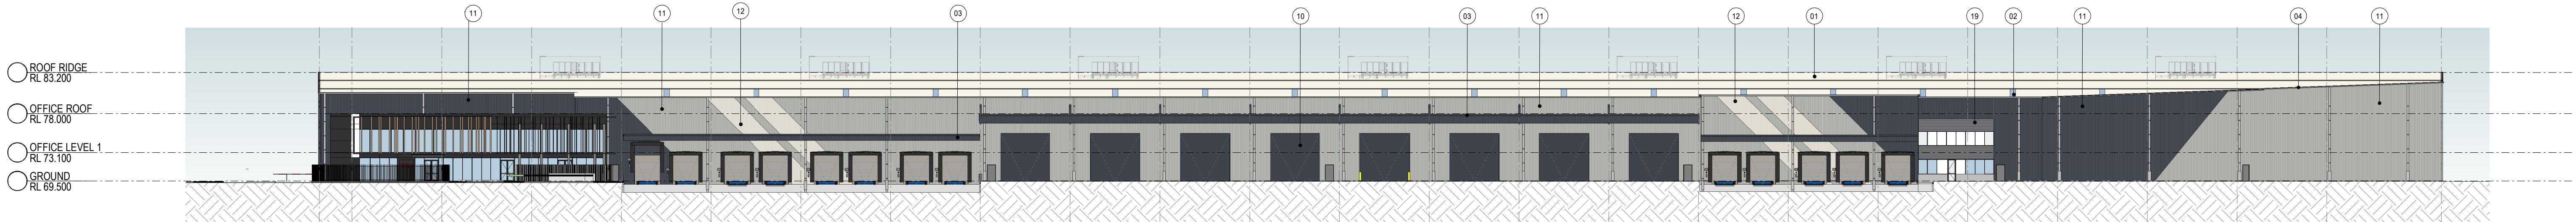 11
11
12
03
10
03
11
12
01
19
02
11
04
11
ROOF RIDGE
RL 83.200
OFFICE ROOF
RL 78.000
OFFICE LEVEL 1
RL 73.100
GROUND
RL 69.500